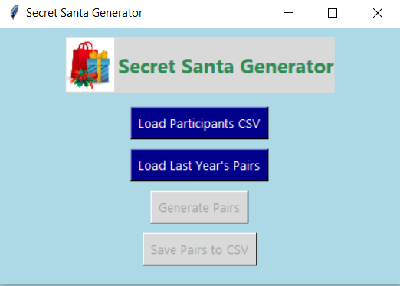 Secret Santa Generator
Secret Santa Generator
Load Participants CSV
Load Last Year's Pairs
Generate Pairs
Save Pairs to CSV